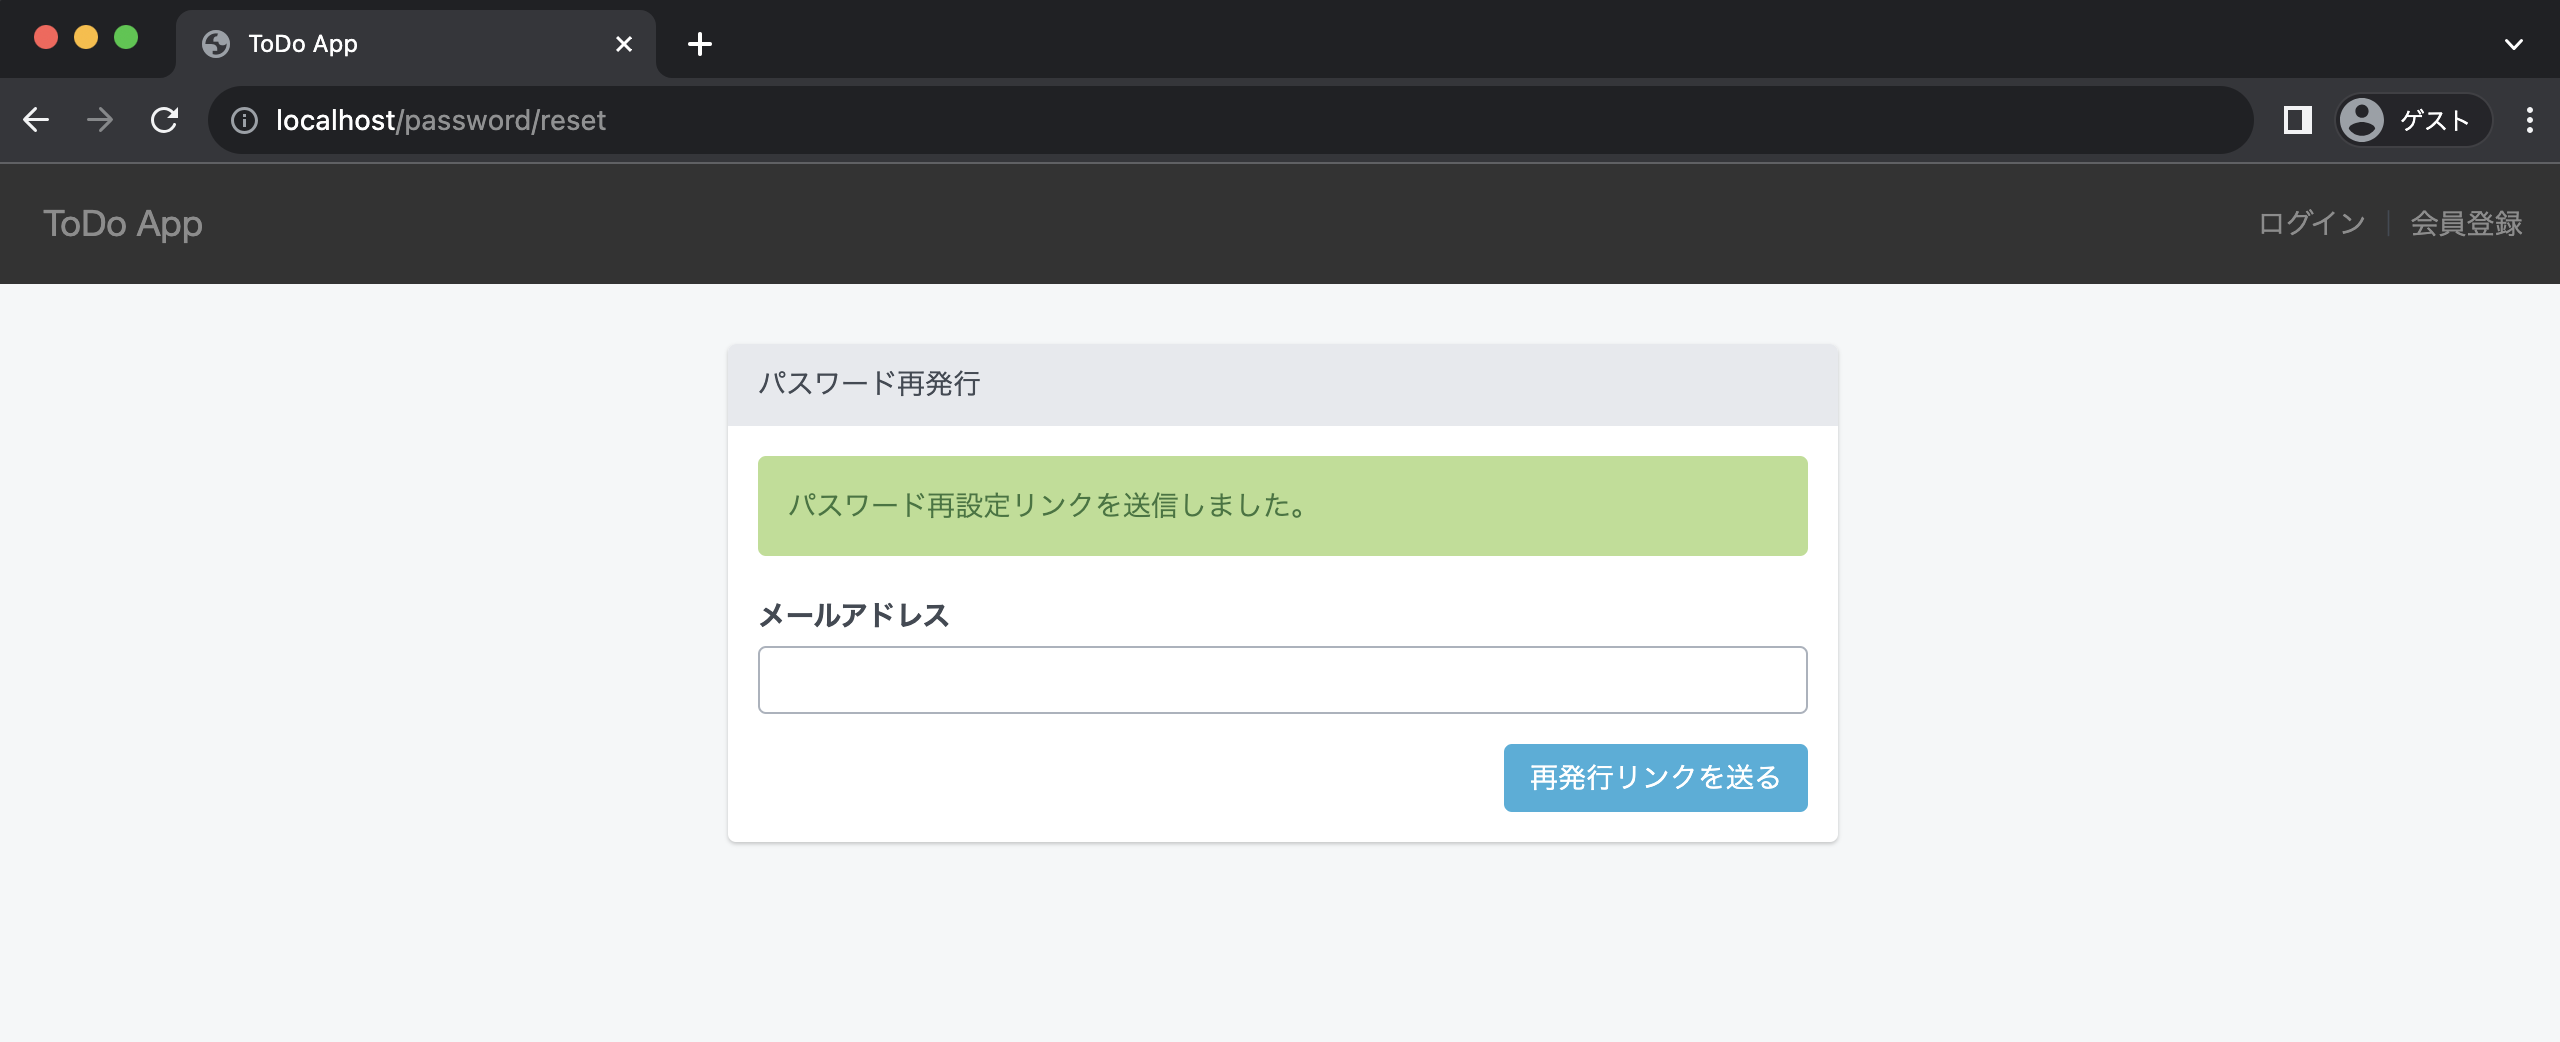 ToDo App
localhost/password/reset
ゲスト
ToDo App
ログイン | 会員登録
パスワード再発行
パスワード再設定リンクを送信しました。
メールアドレス
再発行リンクを送る